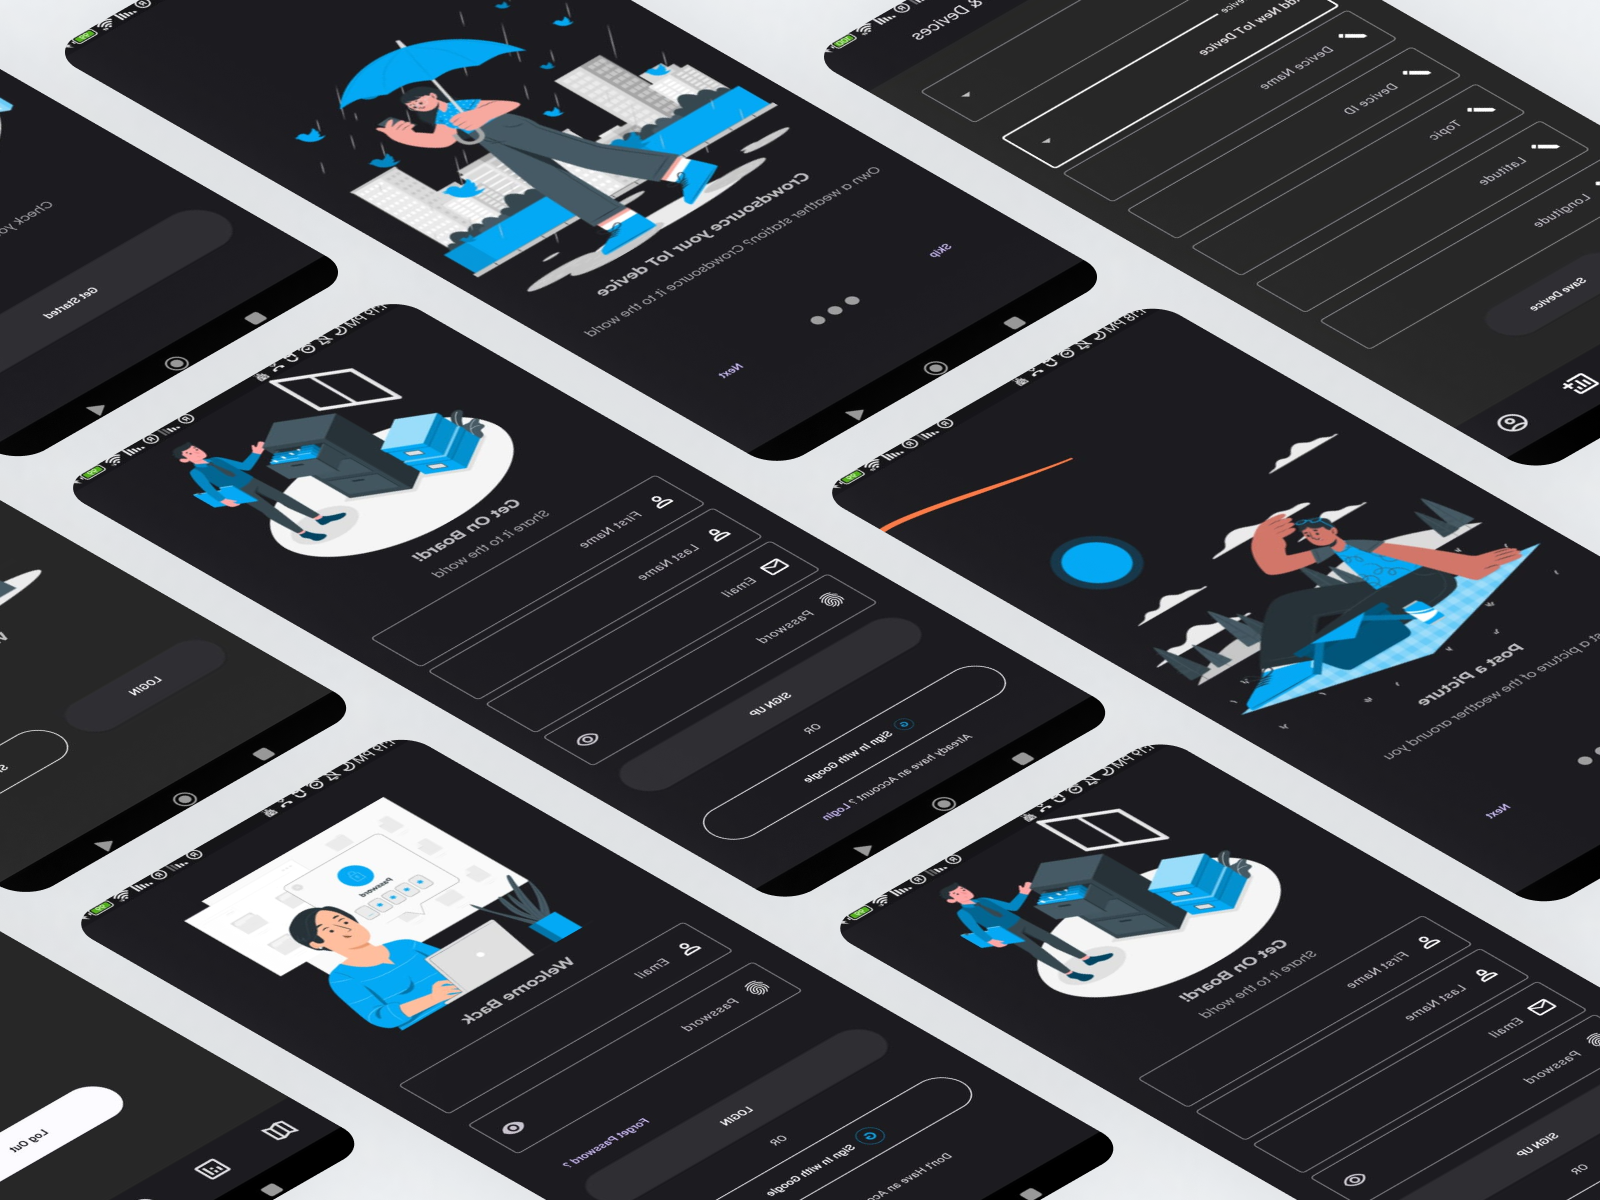 Check
Get Started
LOGIN
Log Out
Crowdsource your IoT device
Own a weather station? Crowdsource it to the world
Skip
Next
Get On Board!
Share it to the world
First Name
Last Name
Email
Password
SIGN UP
OR
Sign in with Google
Already have an Account ? Login
Welcome Back
Email
Password
Password
Forget Password ?
LOGIN
OR
Sign in with Google
Don't Have an
& Devices
Device
Add New IoT Device
Device Name
Device ID
Topic
Latitude
Longitude
Save Device
Post a Picture
a picture of the weather around you
Next
Get On Board!
Share it to the world
First Name
Last Name
Email
Password
SIGN UP
OR